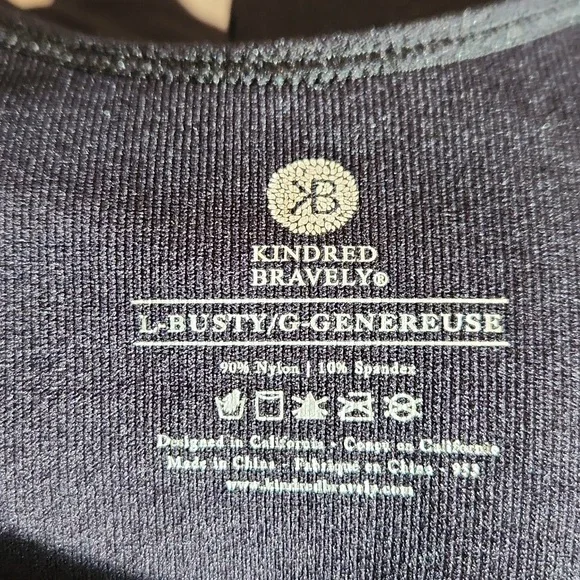 KB
KINDRED
BRAVELY®
L-BUSTY/G-GENEREUSE
90% Nylon | 10% Spandex
Designed in California · Conçu en Californie
Made in China · Fabriqué en Chine · 953
www.kindredbravely.com